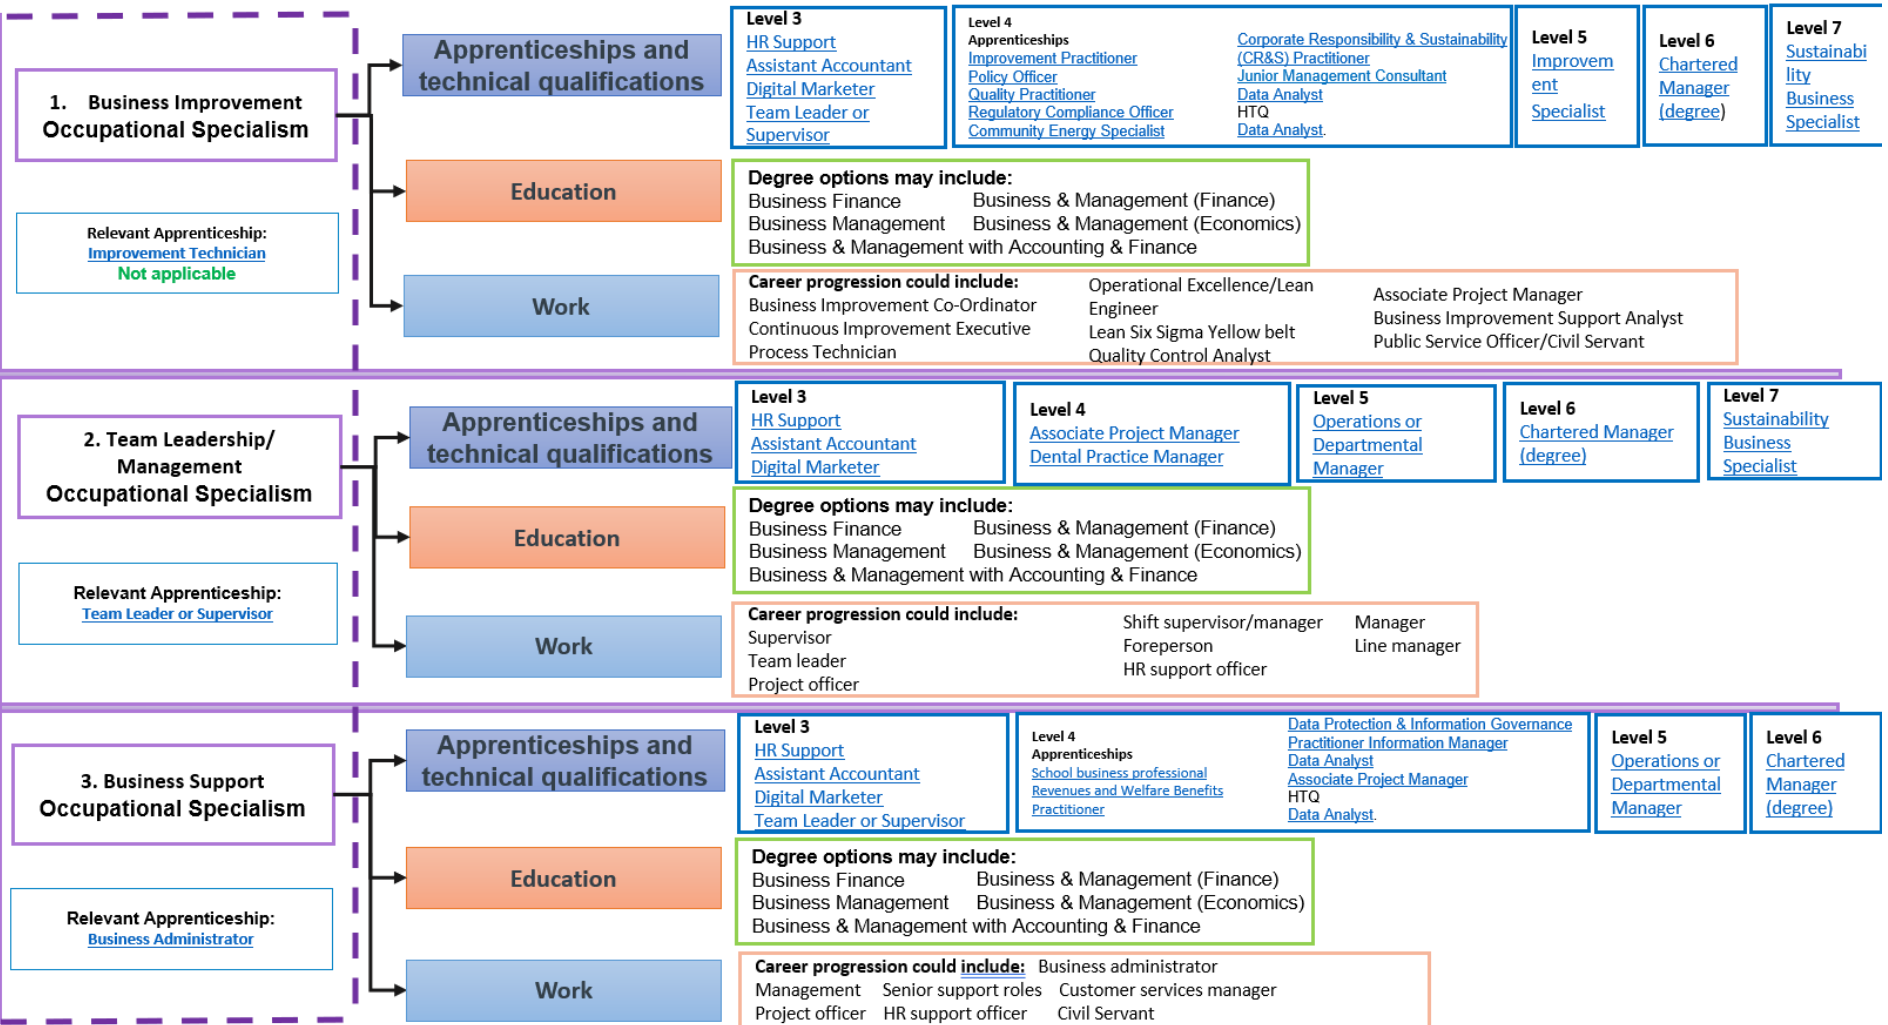 1. Business Improvement
Occupational Specialism
Relevant Apprenticeship:
Improvement Technician
Not applicable
Apprenticeships and
technical qualifications
Level 3
HR Support
Assistant Accountant
Digital Marketer
Team Leader or
Supervisor
Level 4
Apprenticeships
Improvement Practitioner
Policy Officer
Quality Practitioner
Regulatory Compliance Officer
Community Energy Specialist
Corporate Responsibility & Sustainability
(CR&S) Practitioner
Junior Management Consultant
Data Analyst
HTQ
Data Analyst.
Level 5
Improvem
ent
Specialist
Level 6
Chartered
Manager
(degree)
Level 7
Sustainabi
lity
Business
Specialist
Education
Degree options may include:
Business Finance Business & Management (Finance)
Business Management Business & Management (Economics)
Business & Management with Accounting & Finance
Work
Career progression could include:
Business Improvement Co-Ordinator
Continuous Improvement Executive
Process Technician
Operational Excellence/Lean
Engineer
Lean Six Sigma Yellow belt
Quality Control Analyst
Associate Project Manager
Business Improvement Support Analyst
Public Service Officer/Civil Servant
2. Team Leadership/
Management
Occupational Specialism
Relevant Apprenticeship:
Team Leader or Supervisor
Apprenticeships and
technical qualifications
Level 3
HR Support
Assistant Accountant
Digital Marketer
Level 4
Associate Project Manager
Dental Practice Manager
Level 5
Operations or
Departmental
Manager
Level 6
Chartered Manager
(degree)
Level 7
Sustainability
Business
Specialist
Education
Degree options may include:
Business Finance Business & Management (Finance)
Business Management Business & Management (Economics)
Business & Management with Accounting & Finance
Work
Career progression could include:
Supervisor
Team leader
Project officer
Shift supervisor/manager
Foreperson
HR support officer
Manager
Line manager
3. Business Support
Occupational Specialism
Relevant Apprenticeship:
Business Administrator
Apprenticeships and
technical qualifications
Level 3
HR Support
Assistant Accountant
Digital Marketer
Team Leader or Supervisor
Level 4
Apprenticeships
School business professional
Revenues and Welfare Benefits
Practitioner
Data Protection & Information Governance
Practitioner Information Manager
Data Analyst
Associate Project Manager
HTQ
Data Analyst.
Level 5
Operations or
Departmental
Manager
Level 6
Chartered
Manager
(degree)
Education
Degree options may include:
Business Finance Business & Management (Finance)
Business Management Business & Management (Economics)
Business & Management with Accounting & Finance
Work
Career progression could include: Business administrator
Management Senior support roles Customer services manager
Project officer HR support officer Civil Servant